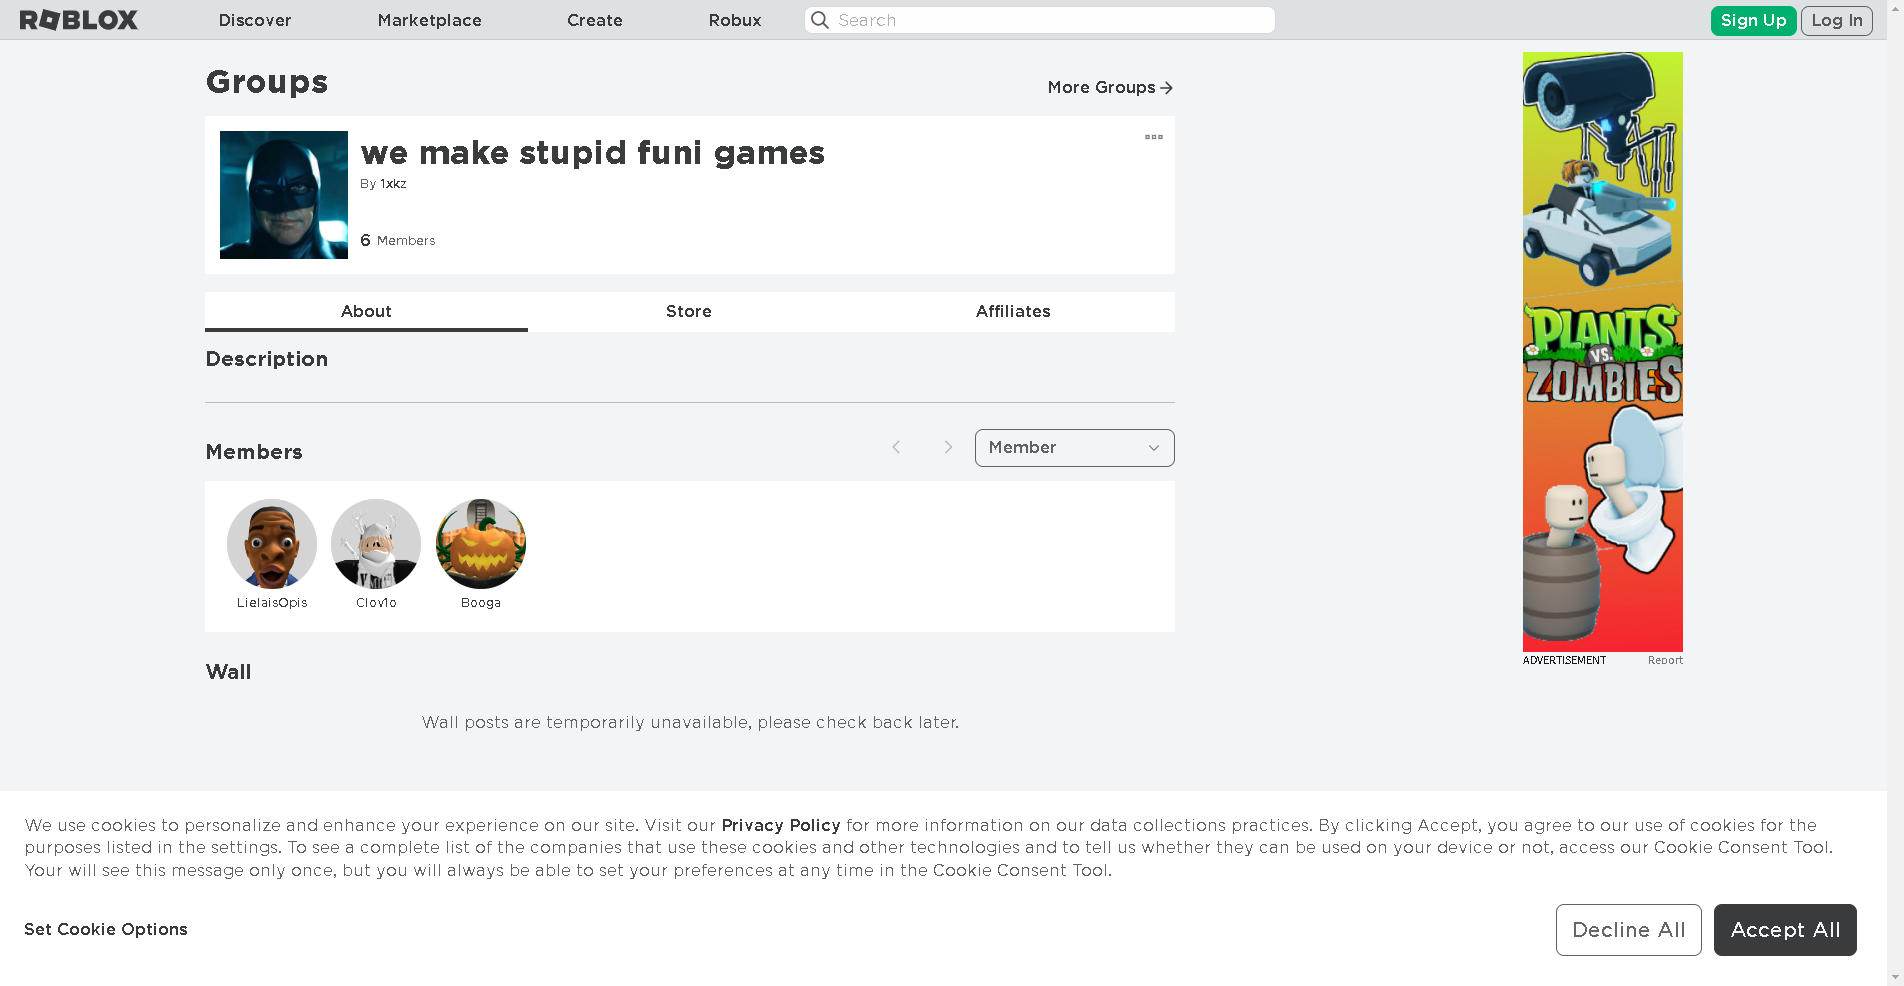 ROBLOX
Discover
Marketplace
Create
Robux
Search
Sign Up
Log In
Groups
More Groups
we make stupid funi games
By 1xkz
6 Members
About
Store
Affiliates
Description
Members
Member
LielaisOpis
Clov1o
Booga
Wall
Wall posts are temporarily unavailable, please check back later.
PLANTS
VS.
ZOMBIES
ADVERTISEMENT
Report
We use cookies to personalize and enhance your experience on our site. Visit our Privacy Policy for more information on our data collections practices. By clicking Accept, you agree to our use of cookies for the
purposes listed in the settings. To see a complete list of the companies that use these cookies and other technologies and to tell us whether they can be used on your device or not, access our Cookie Consent Tool.
Your will see this message only once, but you will always be able to set your preferences at any time in the Cookie Consent Tool.
Set Cookie Options
Decline All
Accept All